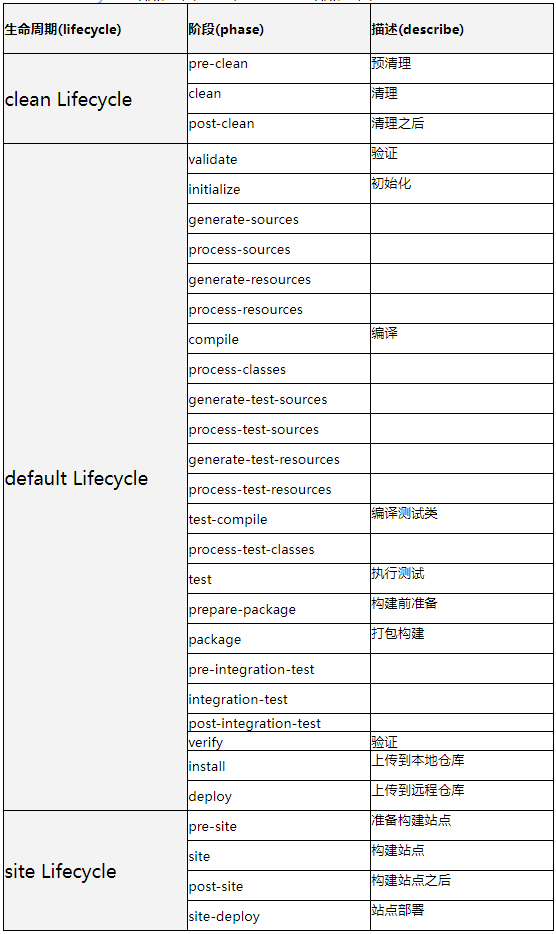 生命周期(lifecycle) 阶段(phase) 描述(describe)
clean Lifecycle
pre-clean 预清理
clean 清理
post-clean 清理之后
default Lifecycle
validate 验证
initialize 初始化
generate-sources
process-sources
generate-resources
process-resources
compile 编译
process-classes
generate-test-sources
process-test-sources
generate-test-resources
process-test-resources
test-compile 编译测试类
process-test-classes
test 执行测试
prepare-package 构建前准备
package 打包构建
pre-integration-test
integration-test
post-integration-test
verify 验证
install 上传到本地仓库
deploy 上传到远程仓库
site Lifecycle
pre-site 准备构建站点
site 构建站点
post-site 构建站点之后
site-deploy 站点部署